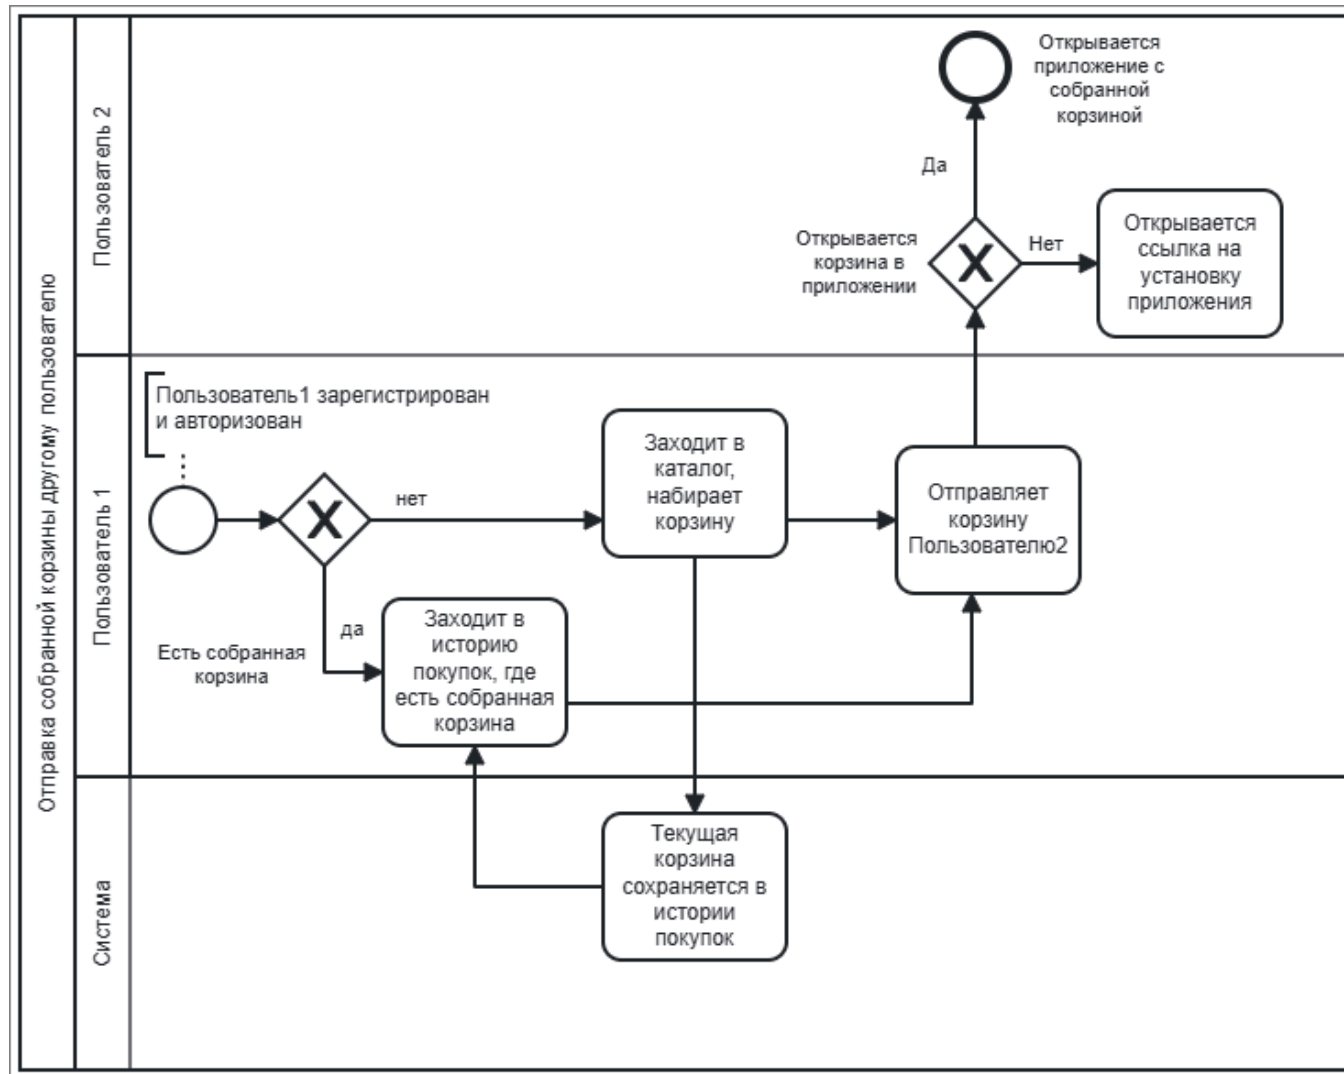 Отправка собранной корзины другому пользователю
Пользователь 2
Открывается
приложение с
собранной
корзиной
Да
Открывается
корзина в
приложении
Нет
Открывается
ссылка на
установку
приложения
Пользователь 1
Пользователь1 зарегистрирован
и авторизован
нет
Заходит в
каталог,
набирает
корзину
Отправляет
корзину
Пользователю2
да
Есть собранная
корзина
Заходит в
историю
покупок, где
есть собранная
корзина
Система
Текущая
корзина
сохраняется в
истории
покупок